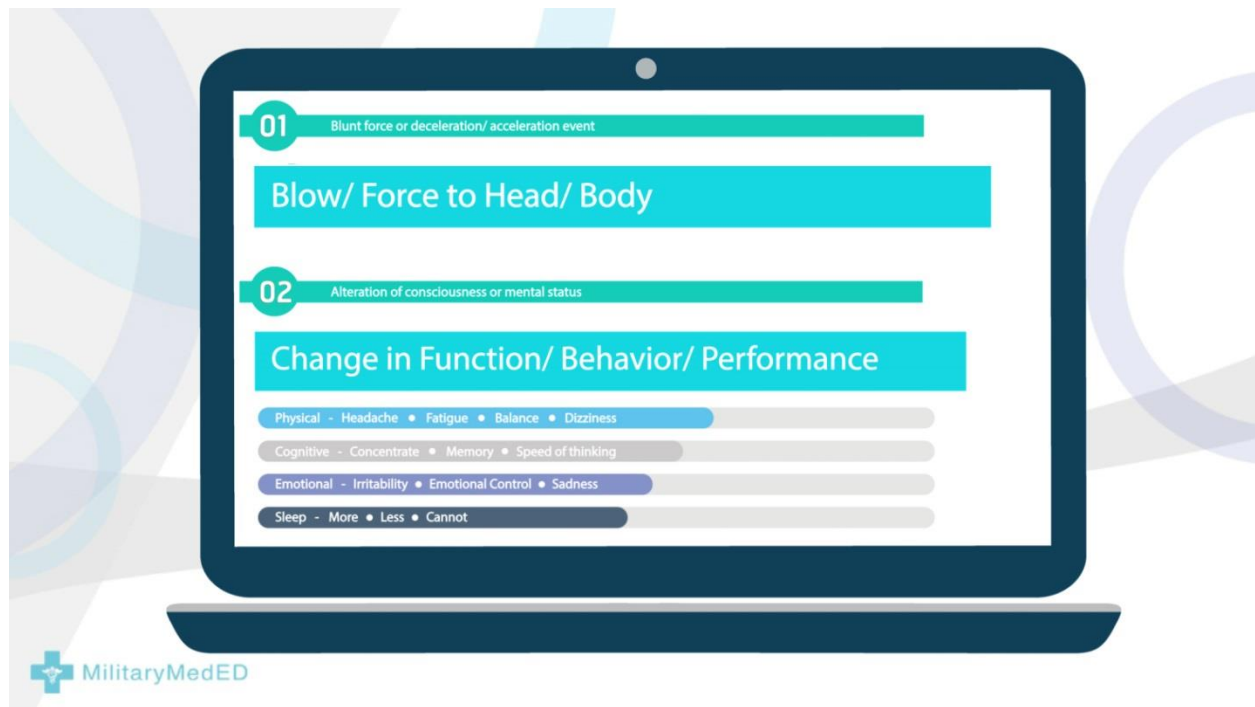 01
Blunt force or deceleration/ acceleration event
Blow/ Force to Head/ Body
02
Alteration of consciousness or mental status
Change in Function/ Behavior/ Performance
Physical - Headache • Fatigue • Balance • Dizziness
Cognitive - Concentrate • Memory • Speed of thinking
Emotional - Irritability • Emotional Control • Sadness
Sleep - More • Less • Cannot
MilitaryMedED